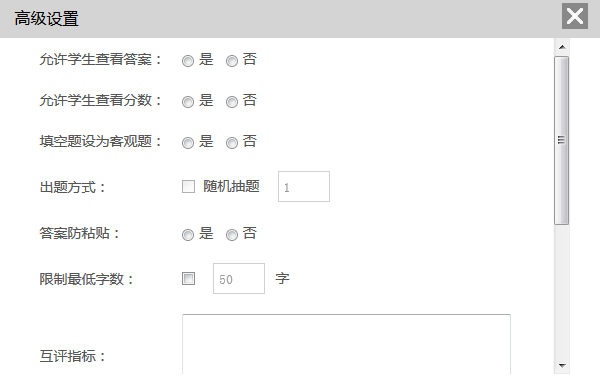 高级设置
允许学生查看答案： 是 否
允许学生查看分数： 是 否
填空题设为客观题： 是 否
出题方式： 随机抽题 1
答案防粘贴： 是 否
限制最低字数： 50 字
互评指标：